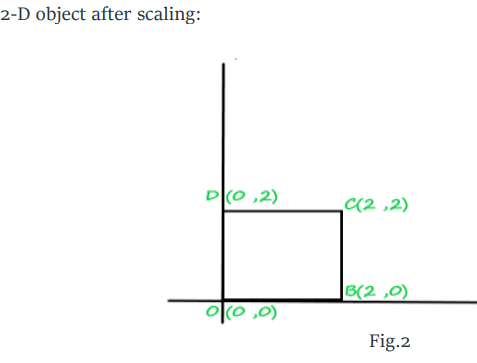 2-D object after scaling:
D(0 ,2)
C(2 ,2)
B(2 ,0)
O(0 ,0)
Fig.2